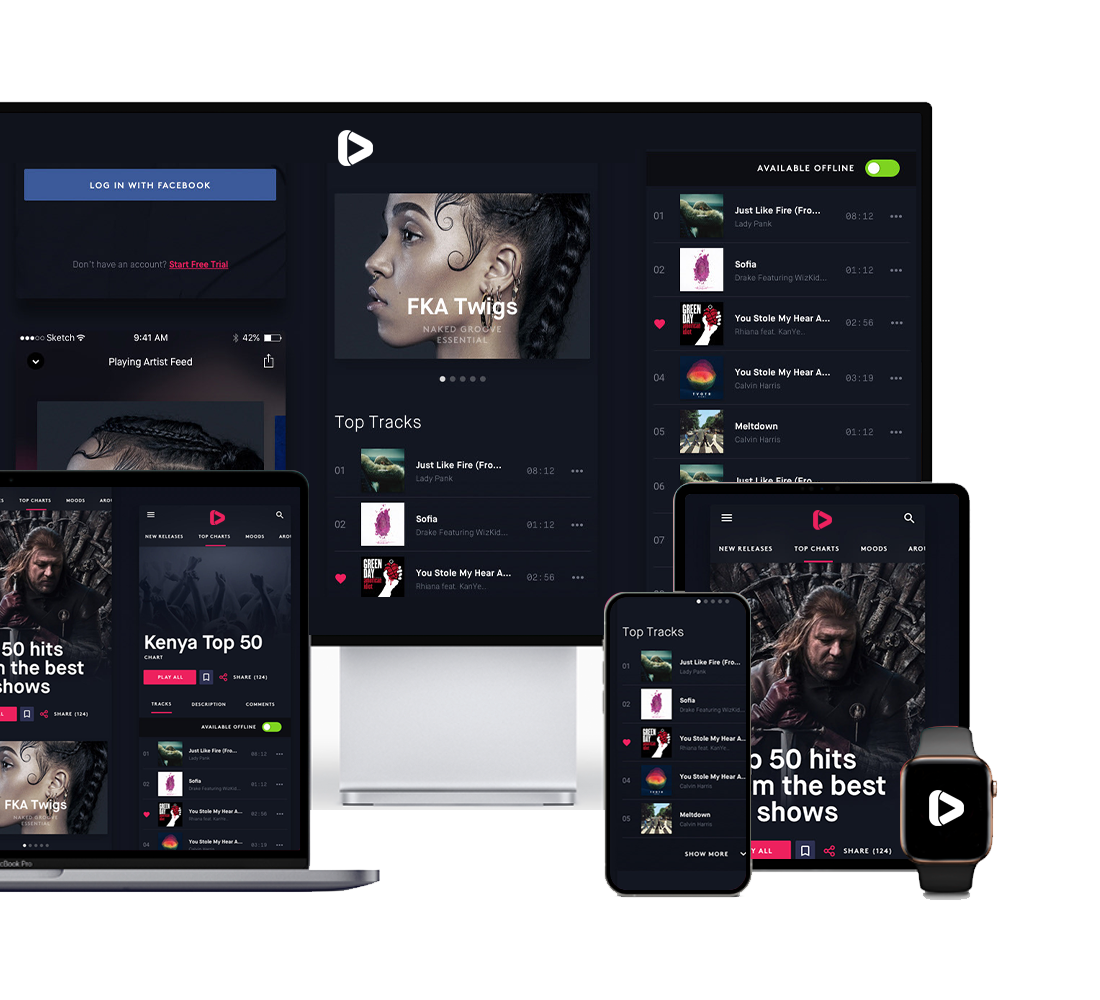 LOG IN WITH FACEBOOK
Don't have an account? Start Free Trial
Sketch
9:41 AM
42%
Playing Artist Feed
FKA Twigs
NAKED GROOVE
ESSENTIAL
Top Tracks
01 Just Like Fire (Fro... 08:12
Lady Pank
02 Sofia 01:12
Drake Featuring WizKid...
GREEN DAY
You Stole My Hear A... 02:56
Rhiana feat. KanYe...
AVAILABLE OFFLINE
01 Just Like Fire (Fro... 08:12
Lady Pank
02 Sofia 01:12
Drake Featuring WizKid...
GREEN DAY
You Stole My Hear A... 02:56
Rhiana feat. KanYe...
04 You Stole My Hear A... 03:19
Calvin Harris
05 Meltdown 01:12
Calvin Harris
06 Just Like Fire (Fro...
07
TOP CHARTS MOODS
50 hits
the best
shows
SHARE (124)
FKA Twigs
NAKED GROOVE
ESSENTIAL
NEW RELEASES TOP CHARTS MOODS
Kenya Top 50
CHART
PLAY ALL SHARE (124)
TRACKS DESCRIPTION COMMENTS
AVAILABLE OFFLINE
01 Just Like Fire (Fro... 08:12
Lady Pank
02 Sofia 01:12
Drake Featuring WizKid...
You Stole My Hear A... 02:56
Rhiana feat. KanYe...
04 You Stole My Hear A... 03:19
Calvin Harris
Book Pro
Top Tracks
01 Just Like Fire (Fro...
Lady Pank
02 Sofia
Drake Featuring WizKid...
You Stole My Hear A...
Rhiana feat. KanYe...
04 You Stole My Hear A...
Calvin Harris
05 Meltdown
Calvin Harris
SHOW MORE
NEW RELEASES TOP CHARTS MOODS
50 hits
the best
shows
ALL SHARE (124)